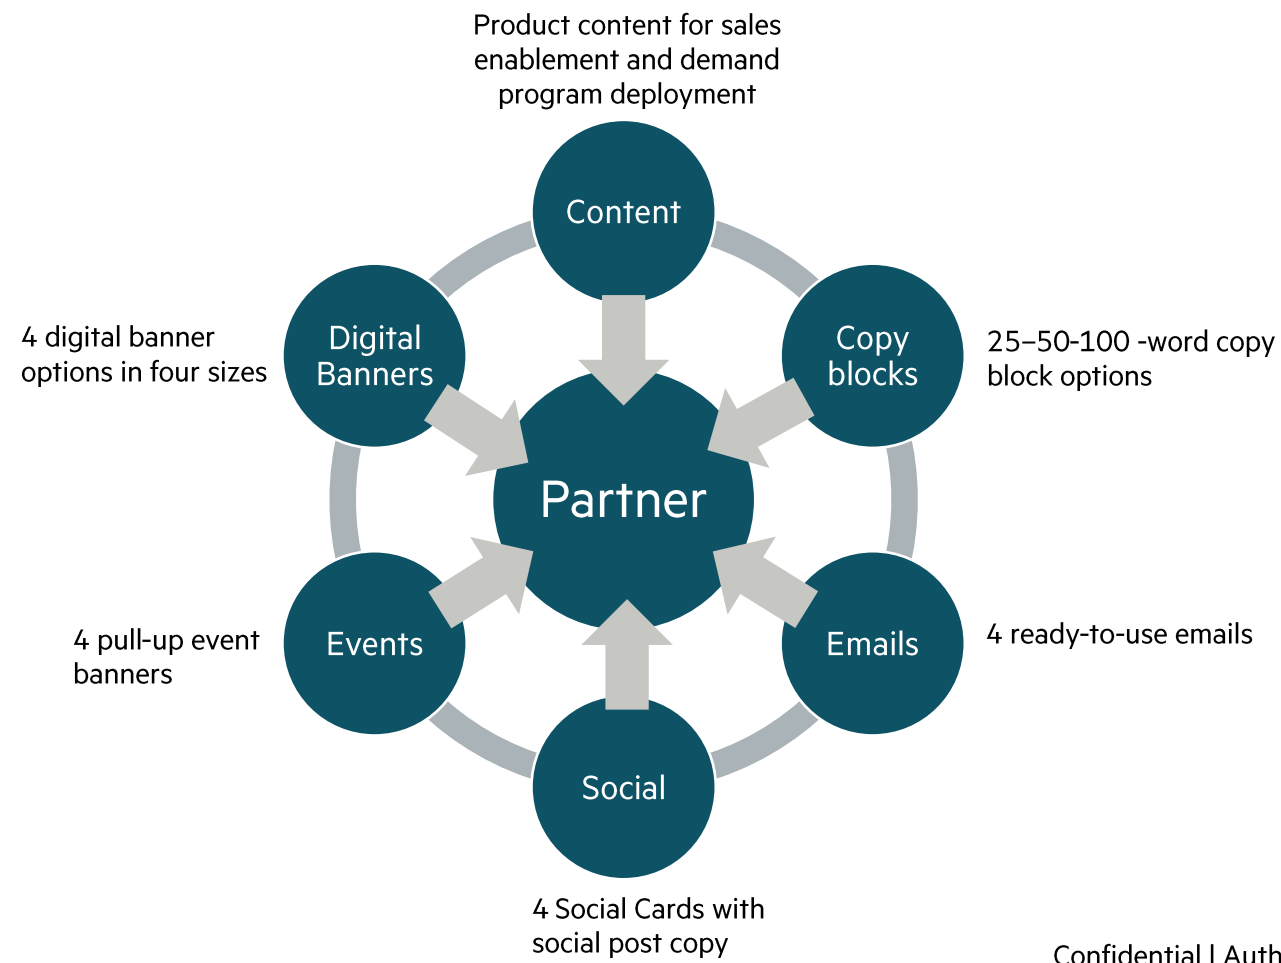 Product content for sales
enablement and demand
program deployment
Content
Digital
Banners
4 digital banner
options in four sizes
Copy
blocks
25–50-100 -word copy
block options
Partner
Events
4 pull-up event
banners
Emails
4 ready-to-use emails
Social
4 Social Cards with
social post copy
Confidential | Auth